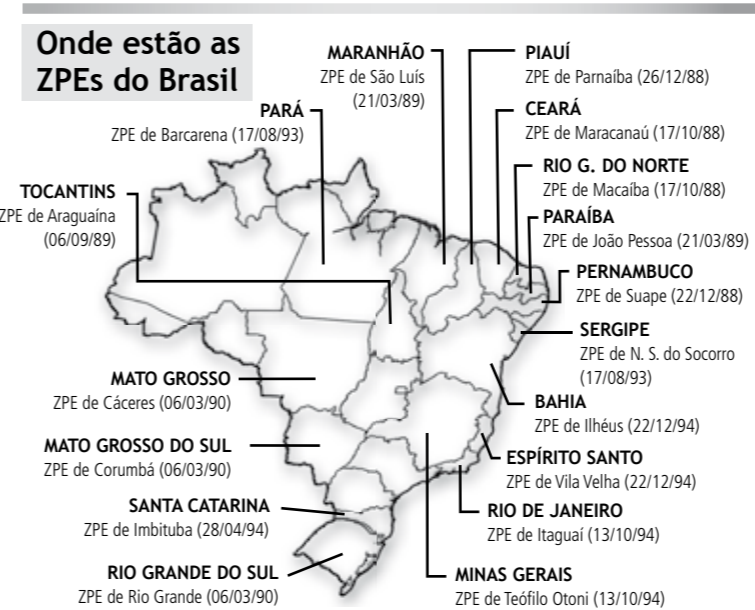 Onde estão as
ZPEs do Brasil
MARANHÃO
ZPE de São Luís
(21/03/89)
PIAUÍ
ZPE de Parnaíba (26/12/88)
PARÁ
ZPE de Barcarena (17/08/93)
CEARÁ
ZPE de Maracanaú (17/10/88)
RIO G. DO NORTE
ZPE de Macaíba (17/10/88)
TOCANTINS
ZPE de Araguaína
(06/09/89)
PARAÍBA
ZPE de João Pessoa (21/03/89)
PERNAMBUCO
ZPE de Suape (22/12/88)
SERGIPE
ZPE de N. S. do Socorro
(17/08/93)
MATO GROSSO
ZPE de Cáceres (06/03/90)
BAHIA
ZPE de Ilhéus (22/12/94)
MATO GROSSO DO SUL
ZPE de Corumbá (06/03/90)
ESPÍRITO SANTO
ZPE de Vila Velha (22/12/94)
SANTA CATARINA
ZPE de Imbituba (28/04/94)
RIO DE JANEIRO
ZPE de Itaguaí (13/10/94)
RIO GRANDE DO SUL
ZPE de Rio Grande (06/03/90)
MINAS GERAIS
ZPE de Teófilo Otoni (13/10/94)